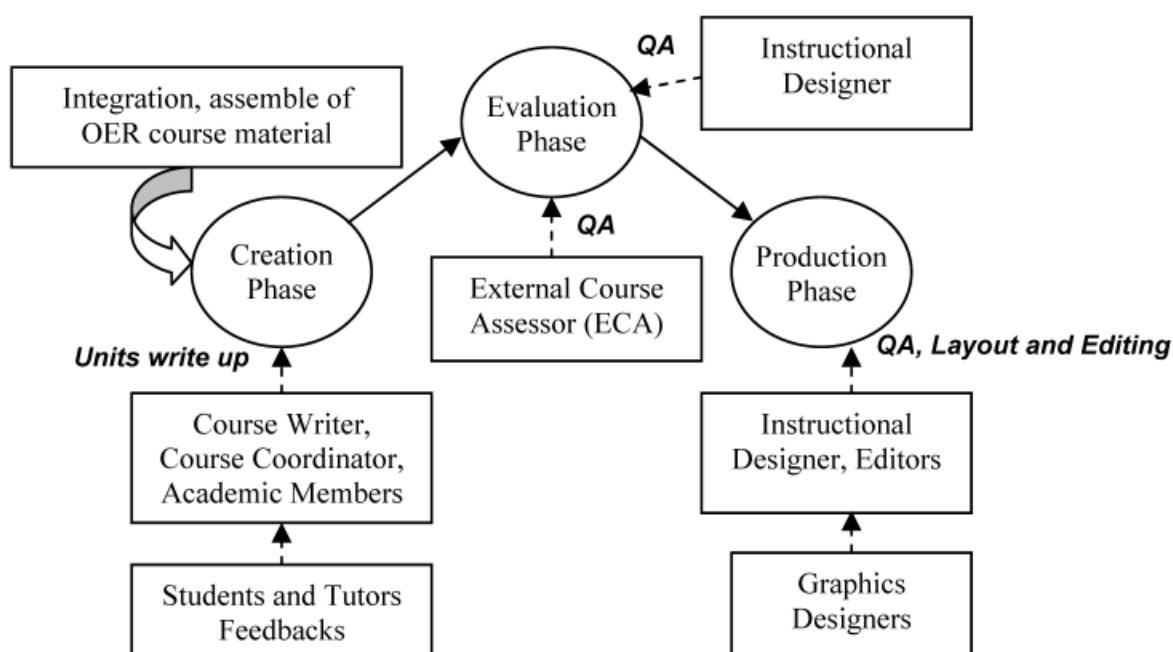 QA
Instructional
Designer
Integration, assemble of
OER course material
Evaluation
Phase
QA
Creation
Phase
External Course
Assessor (ECA)
Production
Phase
Units write up
QA, Layout and Editing
Course Writer,
Course Coordinator,
Academic Members
Instructional
Designer, Editors
Students and Tutors
Feedbacks
Graphics
Designers